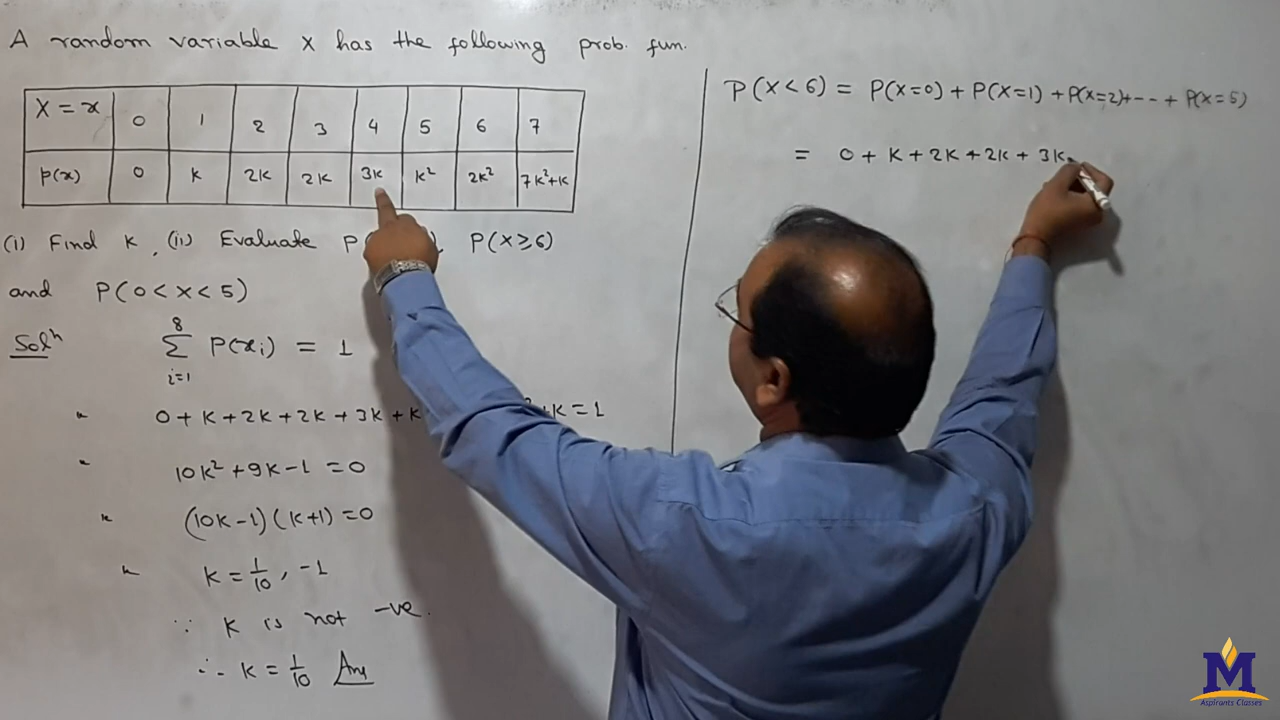 A random variable X has the following prob. fun.
X = x 0 1 2 3 4 5 6 7
p(x) 0 K 2K 2K 3K K² 2K² 7K²+K
(i) Find K, (ii) Evaluate P P(X≥6)
and P(0<X<5)
Solⁿ
8
∑ P(xᵢ) = 1
i=1
0+K+2K+2K+3K+K +K=1
10K²+9K-1=0
(10K-1)(K+1)=0
K=1/10, -1
∵ K is not -ve.
∴ K=1/10 Ans
P(X<6) = P(X=0)+P(X=1)+P(X=2)+--+P(X=5)
= 0+K+2K+2K+3K
M
Aspirants Classes